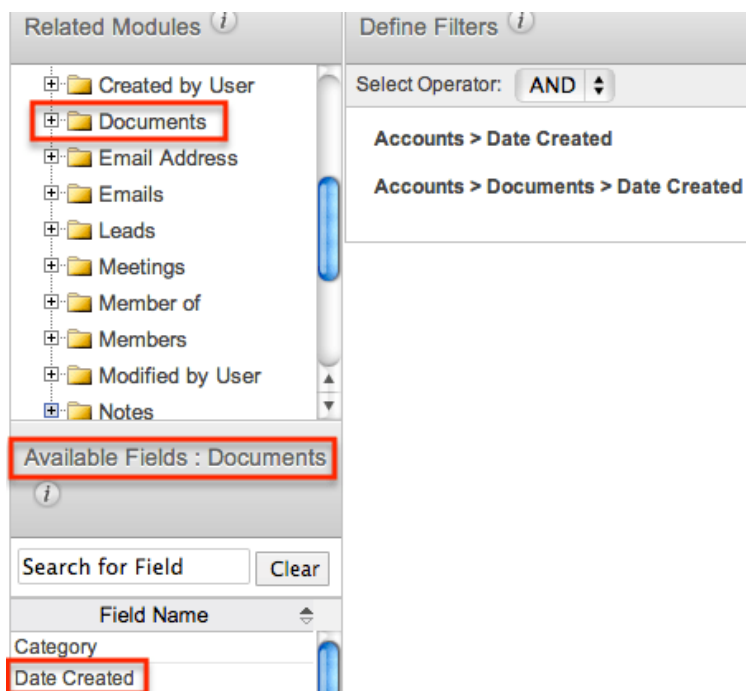 Related Modules i
Created by User
Documents
Email Address
Emails
Leads
Meetings
Member of
Members
Modified by User
Notes
Available Fields : Documents
i
Search for Field Clear
Field Name
Category
Date Created
Define Filters i
Select Operator: AND
Accounts > Date Created
Accounts > Documents > Date Created